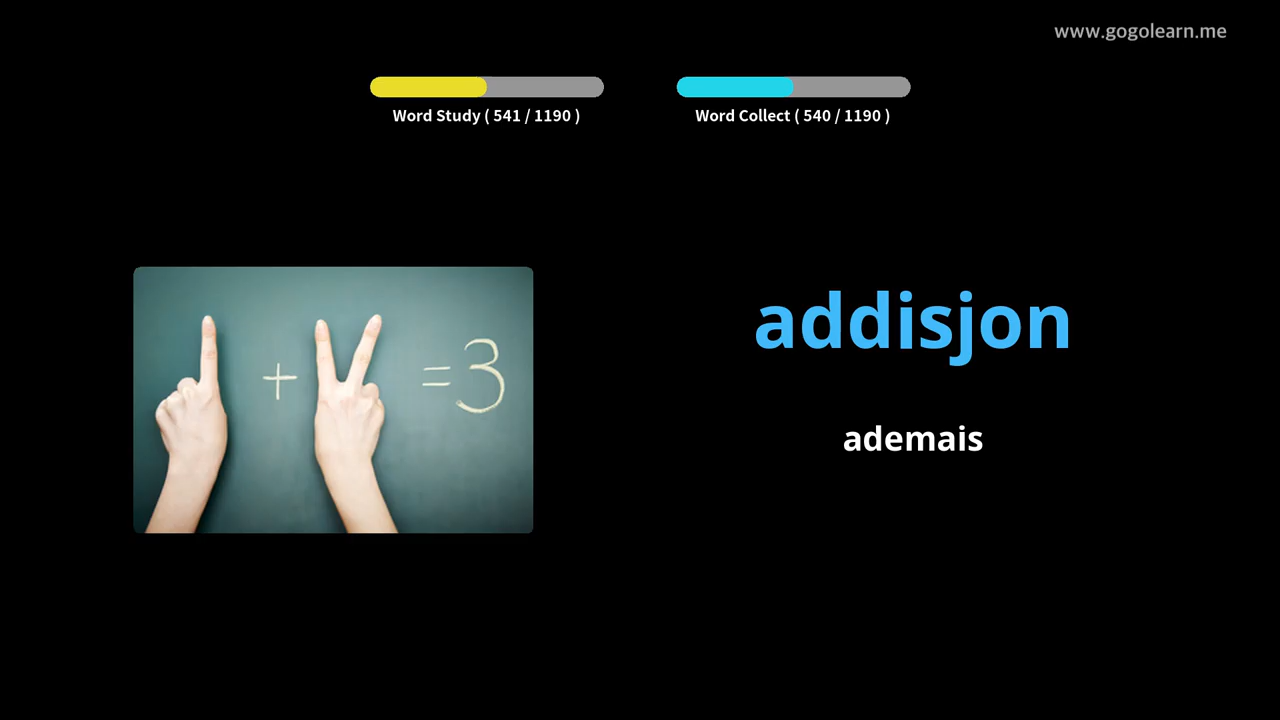 www.gogolearn.me
Word Study ( 541 / 1190 )
Word Collect ( 540 / 1190 )
+ = 3
addisjon
ademais